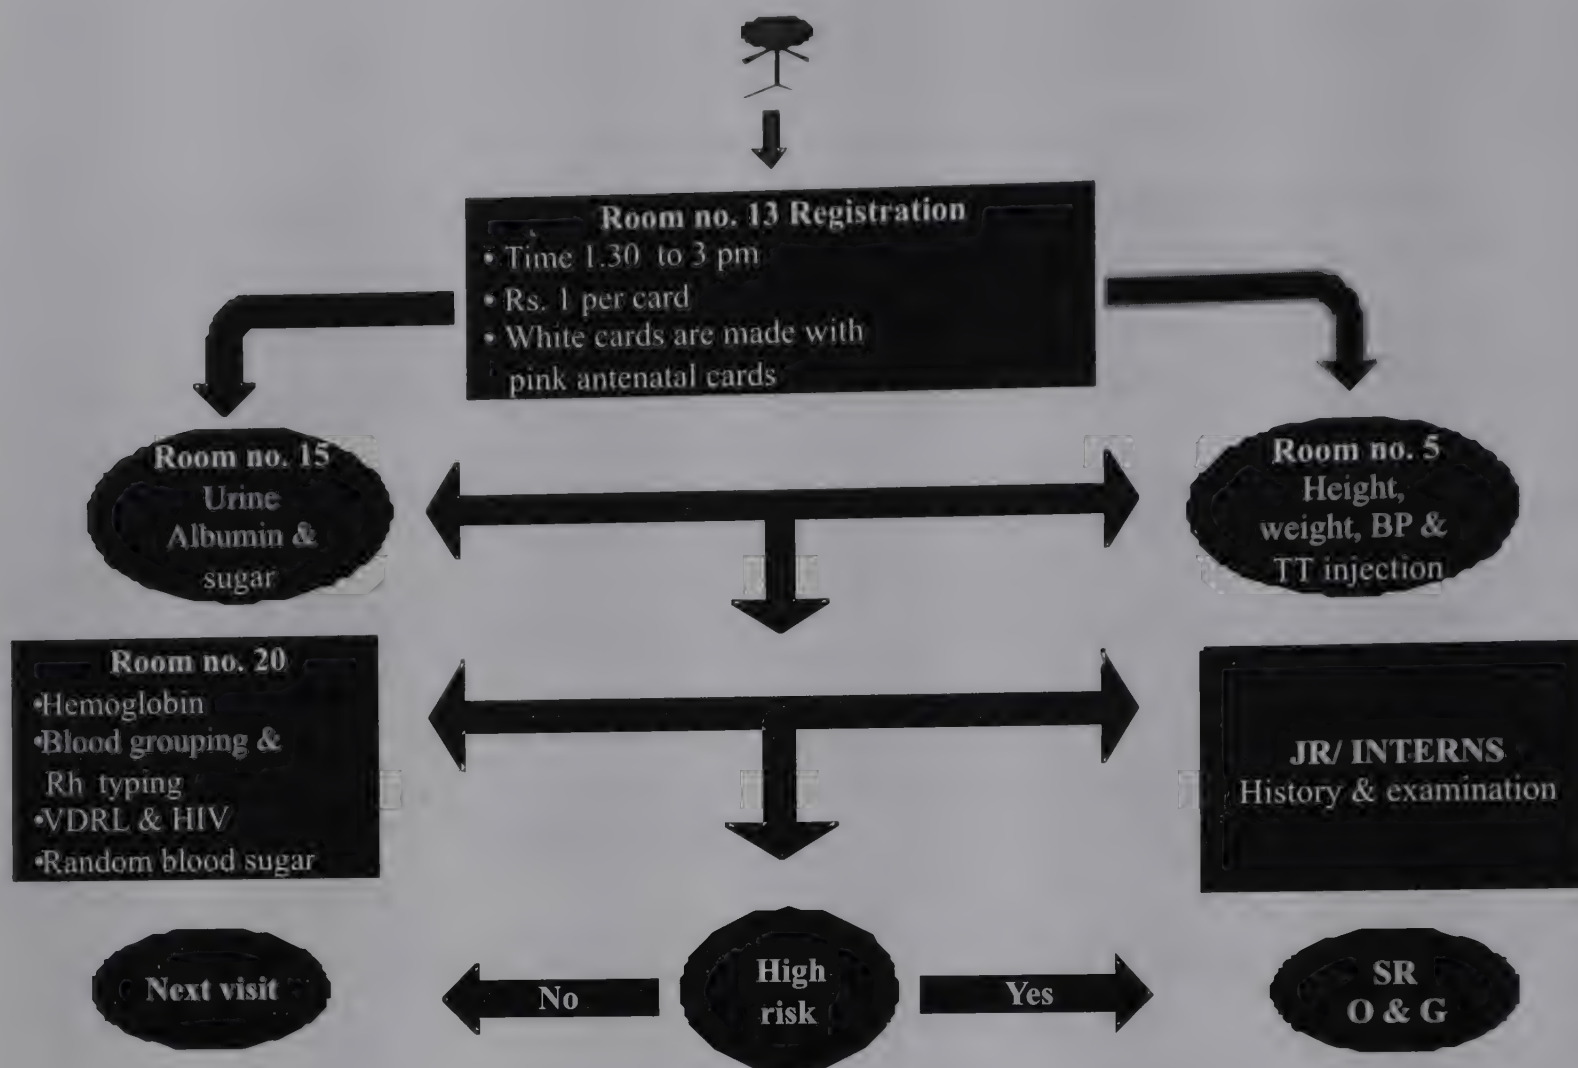 Room no. 13 Registration
• Time 1.30 to 3 pm
• Rs. 1 per card
• White cards are made with
pink antenatal cards
Room no. 15
Urine
Albumin &
sugar
Room no. 5
Height,
weight, BP &
TT injection
Room no. 20
•Hemoglobin
•Blood grouping &
Rh typing
•VDRL & HIV
•Random blood sugar
JR/ INTERNS
History & examination
Next visit
No
High
risk
Yes
SR
O & G